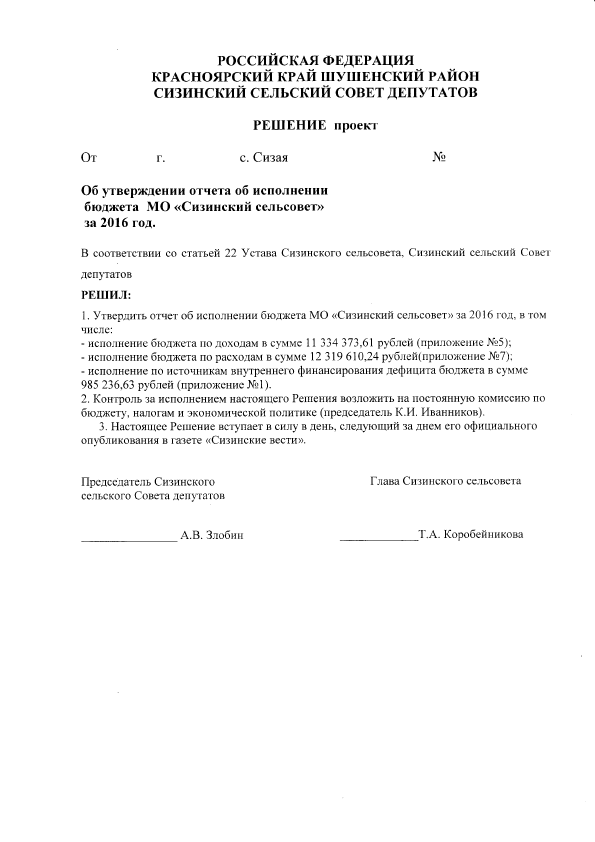 РОССИЙСКАЯ ФЕДЕРАЦИЯ
КРАСНОЯРСКИЙ КРАЙ ШУШЕНСКИЙ РАЙОН
СИЗИНСКИЙ СЕЛЬСКИЙ СОВЕТ ДЕПУТАТОВ
РЕШЕНИЕ проект
От г. с. Сизая №
Об утверждении отчета об исполнении
бюджета МО «Сизинский сельсовет»
за 2016 год.
В соответствии со статьей 22 Устава Сизинского сельсовета, Сизинский сельский Совет
депутатов
РЕШИЛ:
1. Утвердить отчет об исполнении бюджета МО «Сизинский сельсовет» за 2016 год, в том
числе:
- исполнение бюджета по доходам в сумме 11 334 373,61 рублей (приложение №5);
- исполнение бюджета по расходам в сумме 12 319 610,24 рублей(приложение №7);
- исполнение по источникам внутреннего финансирования дефицита бюджета в сумме
985 236,63 рублей (приложение №1).
2. Контроль за исполнением настоящего Решения возложить на постоянную комиссию по
бюджету, налогам и экономической политике (председатель К.И. Иванников).
3. Настоящее Решение вступает в силу в день, следующий за днем его официального
опубликования в газете «Сизинские вести».
Председатель Сизинского Глава Сизинского сельсовета
сельского Совета депутатов
________________ А.В. Злобин _____________Т.А. Коробейникова